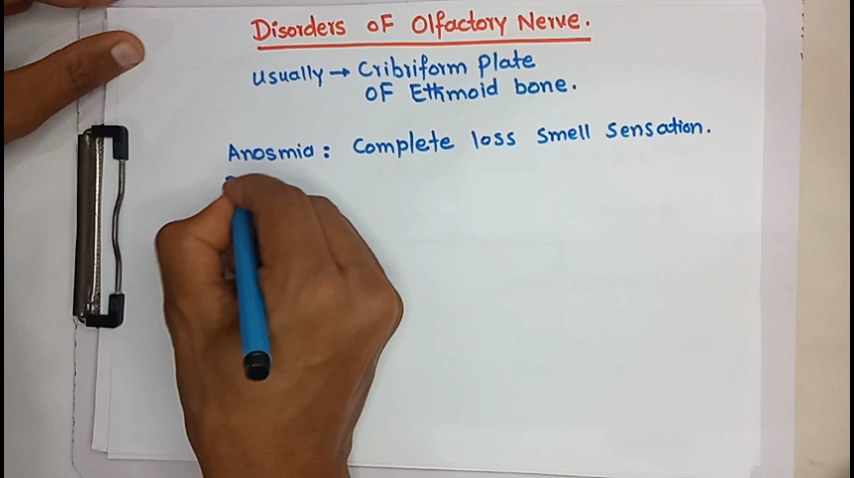 Disorders of Olfactory Nerve.
Usually → Cribriform Plate
OF Ethmoid bone.
Anosmia : Complete loss smell sensation.